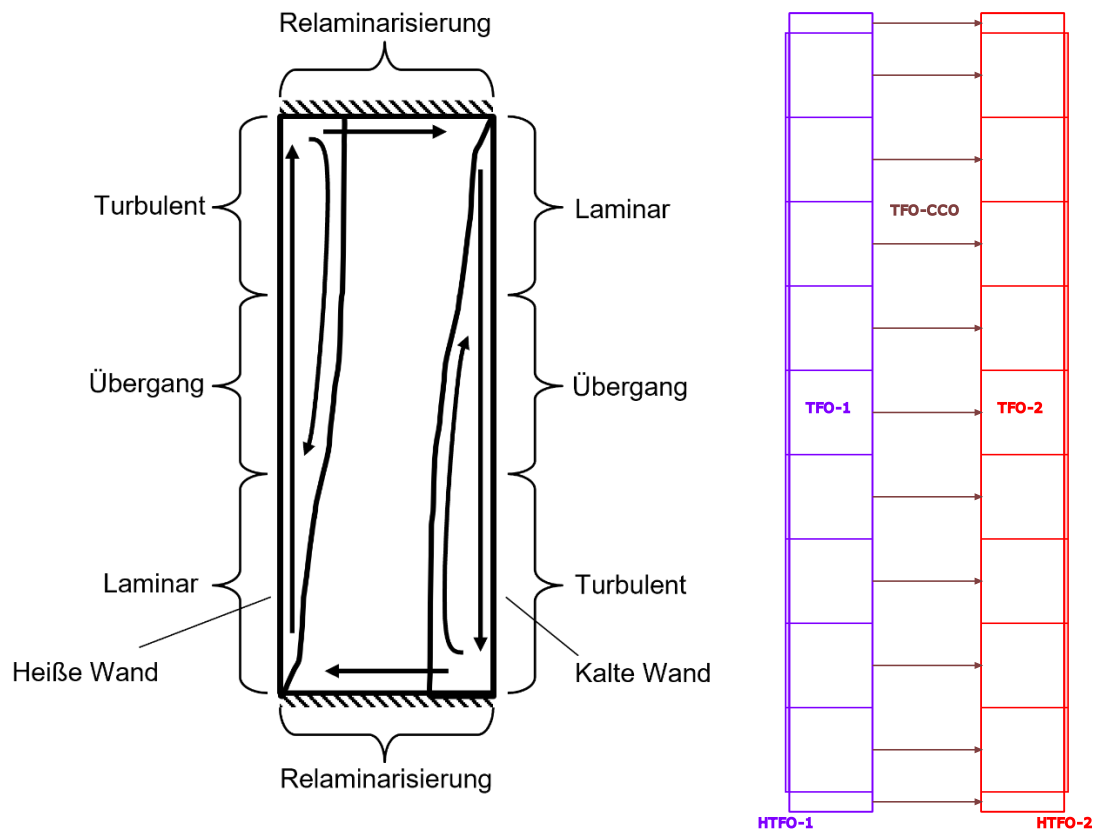 Relaminarisierung
Turbulent
Laminar
Übergang
Übergang
Laminar
Turbulent
Heiße Wand
Kalte Wand
Relaminarisierung
TFO-CCO
TFO-1
TFO-2
HTFO-1
HTFO-2